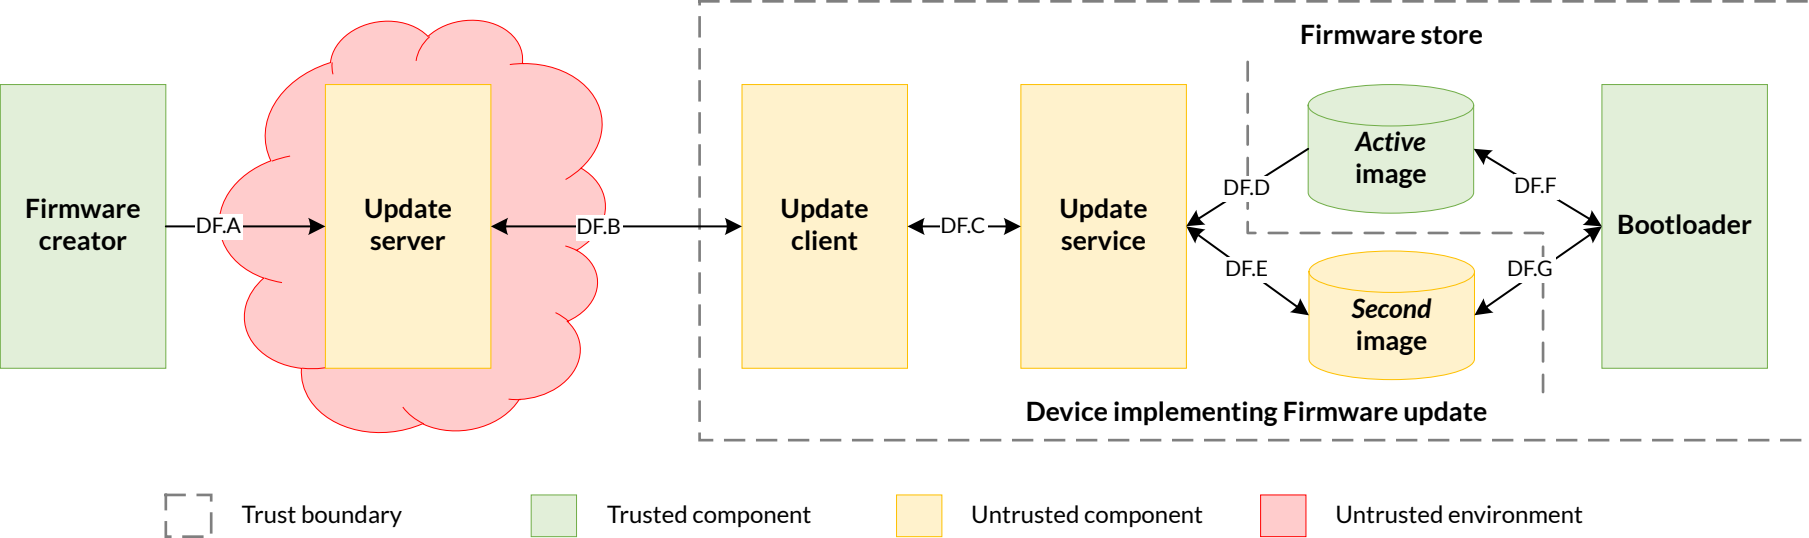 Firmware store
Firmware
creator
DF.A
Update
server
DF.B
Update
client
DF.C
Update
service
DF.D
DF.E
Active
image
Second
image
DF.F
DF.G
Bootloader
Device implementing Firmware update
Trust boundary
Trusted component
Untrusted component
Untrusted environment